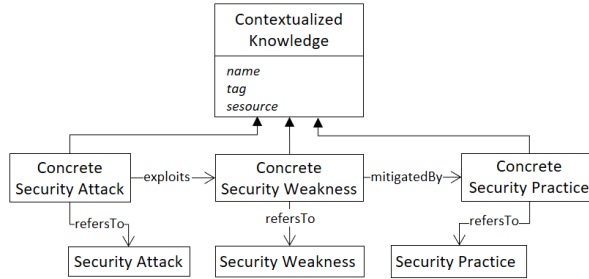 Contextualized
Knowledge
name
tag
sesource
Concrete
Security Attack
exploits
Concrete
Security Weakness
mitigatedBy
Concrete
Security Practice
refersTo
refersTo
refersTo
Security Attack
Security Weakness
Security Practice